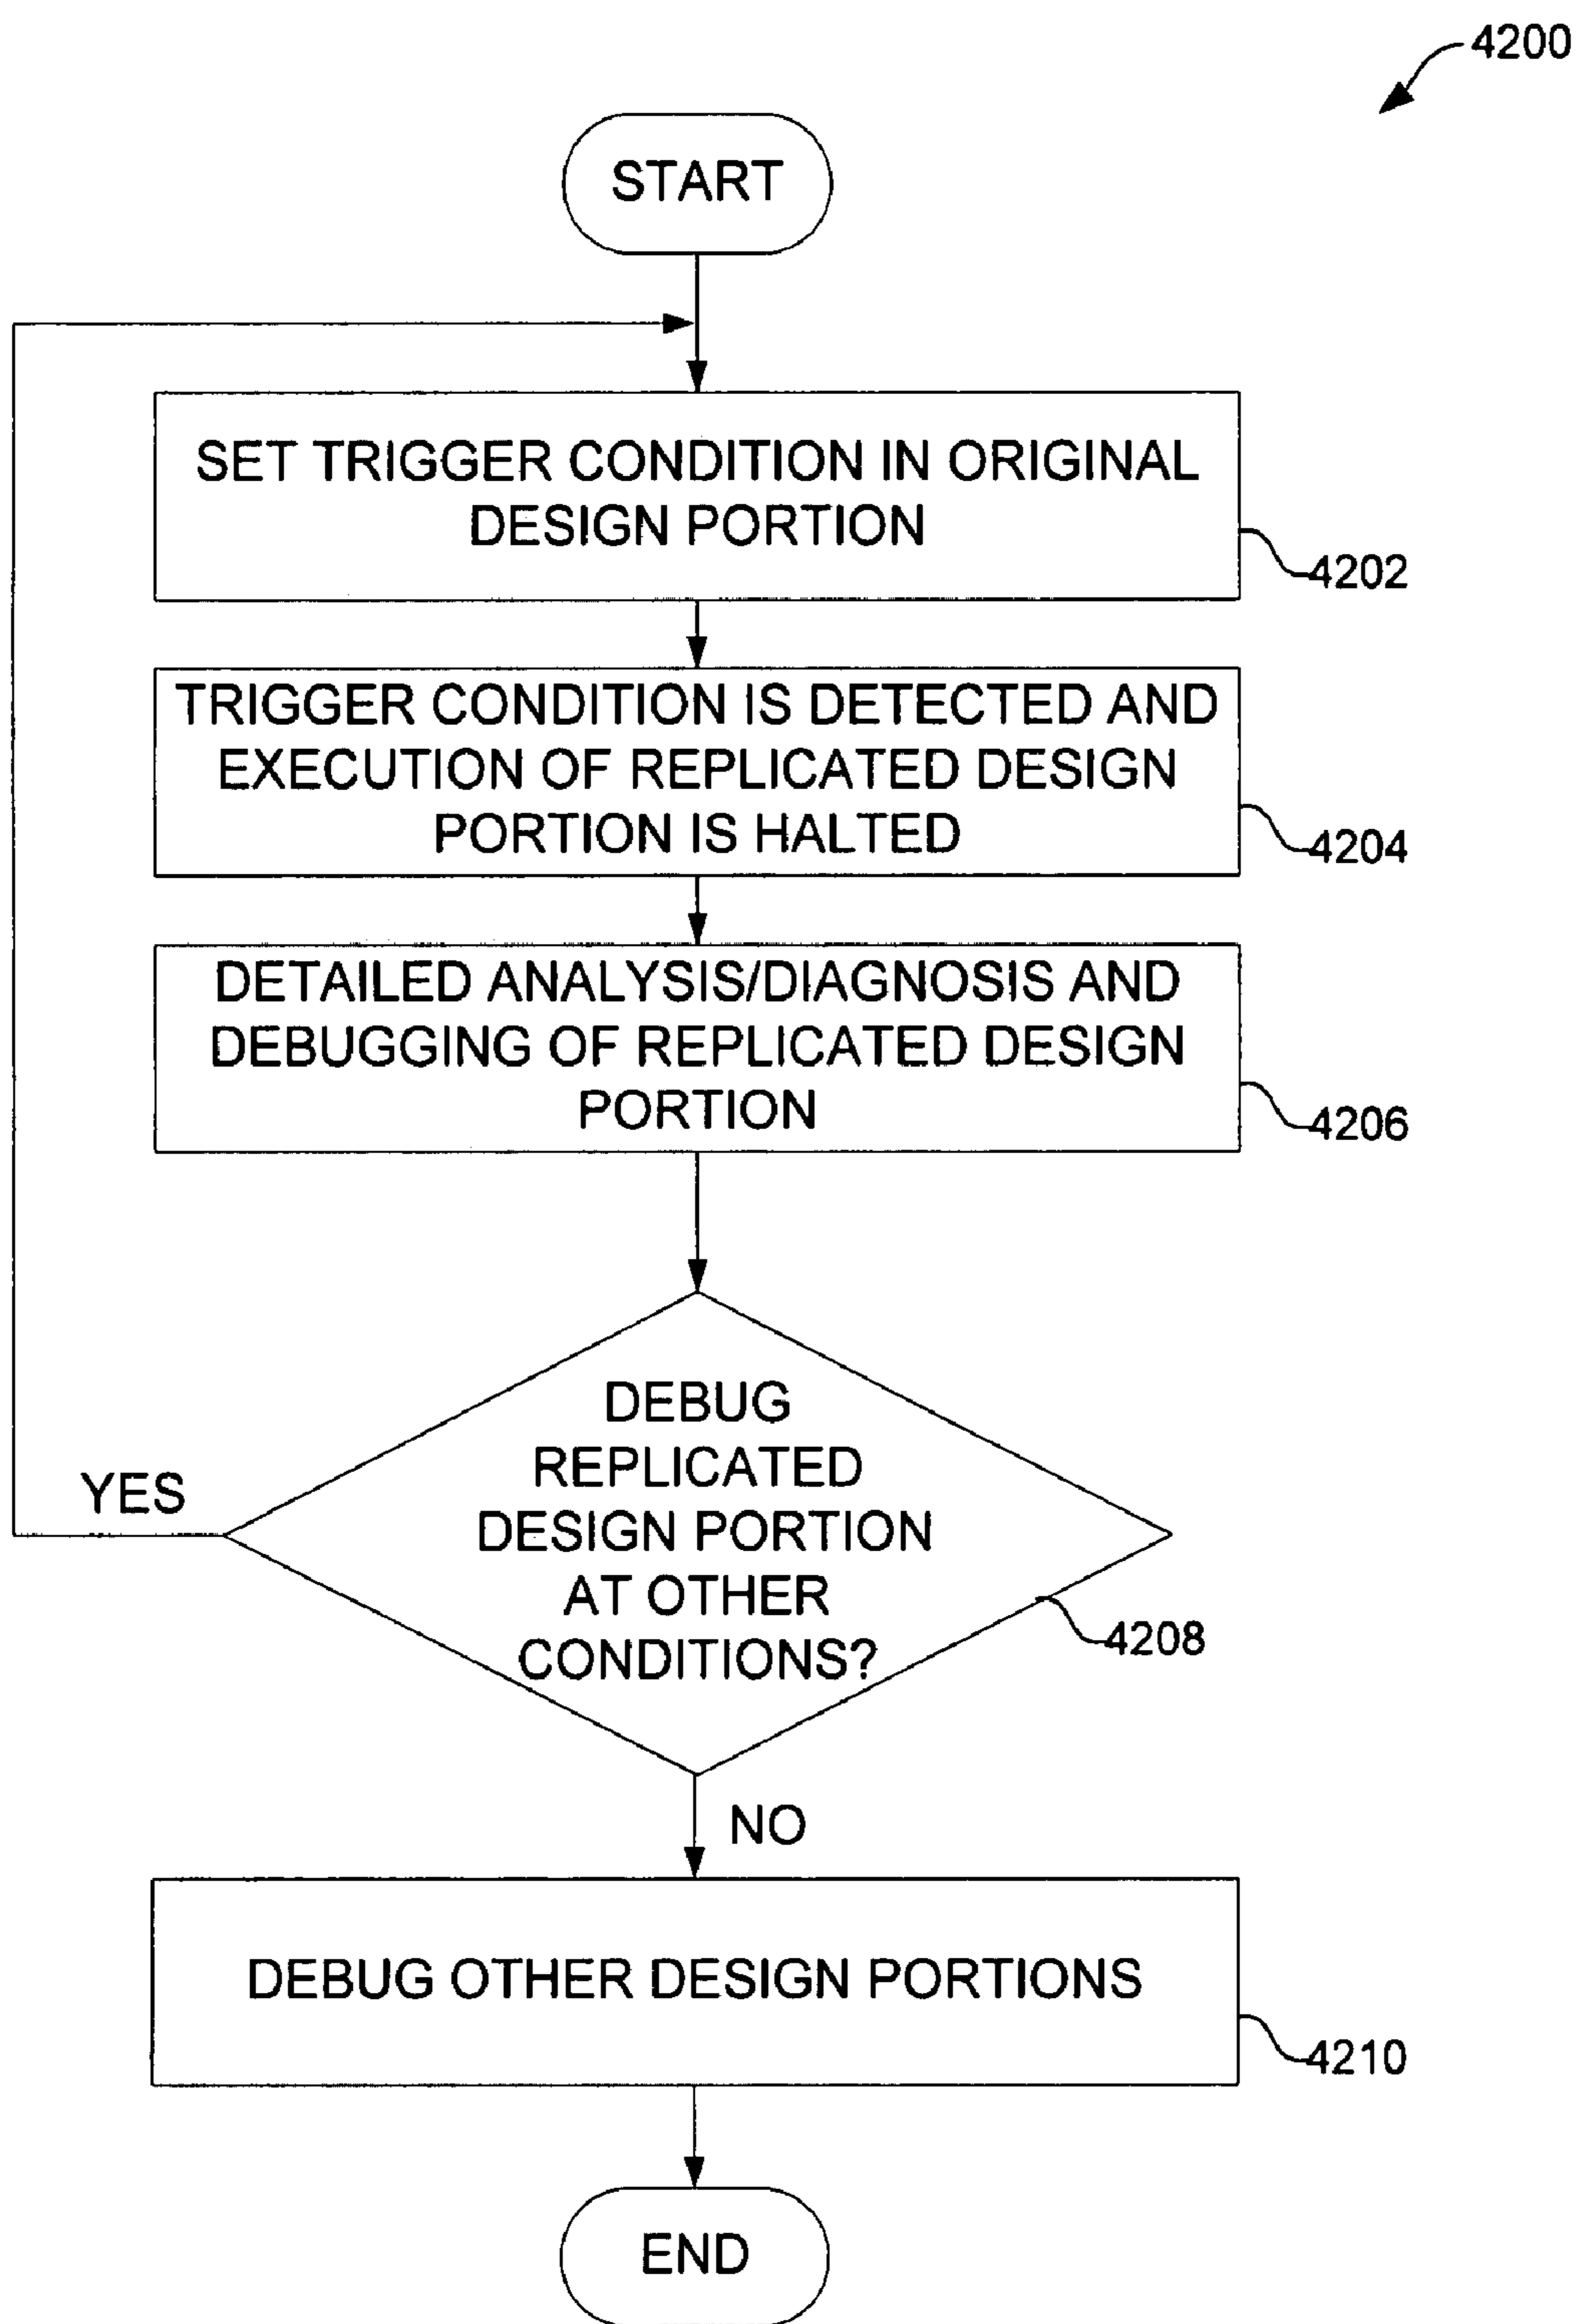 4200
START
SET TRIGGER CONDITION IN ORIGINAL
DESIGN PORTION
4202
TRIGGER CONDITION IS DETECTED AND
EXECUTION OF REPLICATED DESIGN
PORTION IS HALTED
4204
DETAILED ANALYSIS/DIAGNOSIS AND
DEBUGGING OF REPLICATED DESIGN
PORTION
4206
DEBUG
REPLICATED
DESIGN PORTION
AT OTHER
CONDITIONS?
YES
4208
NO
DEBUG OTHER DESIGN PORTIONS
4210
END